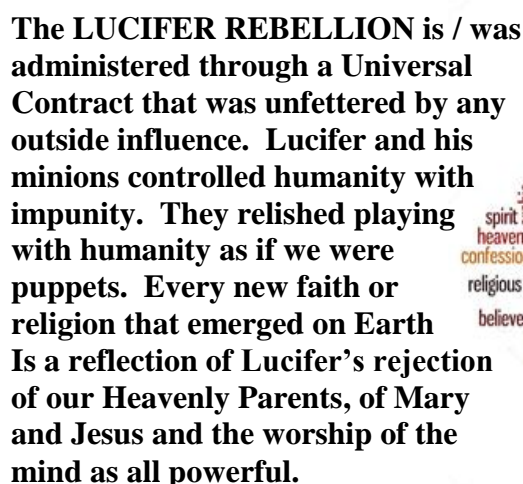 The LUCIFER REBELLION is / was
administered through a Universal
Contract that was unfettered by any
outside influence.  Lucifer and his
minions controlled humanity with
impunity.  They relished playing
with humanity as if we were
puppets.  Every new faith or
religion that emerged on Earth
Is a reflection of Lucifer's rejection
of our Heavenly Parents, of Mary
and Jesus and the worship of the
mind as all powerful.
spirit
heaven
confessio
religious
believe